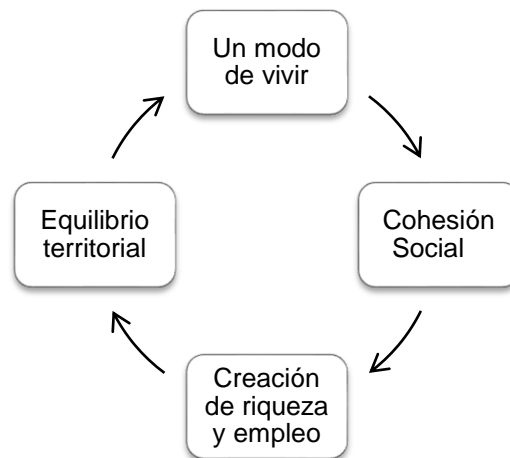 Un modo
de vivir
Cohesión
Social
Creación
de riqueza
y empleo
Equilibrio
territorial